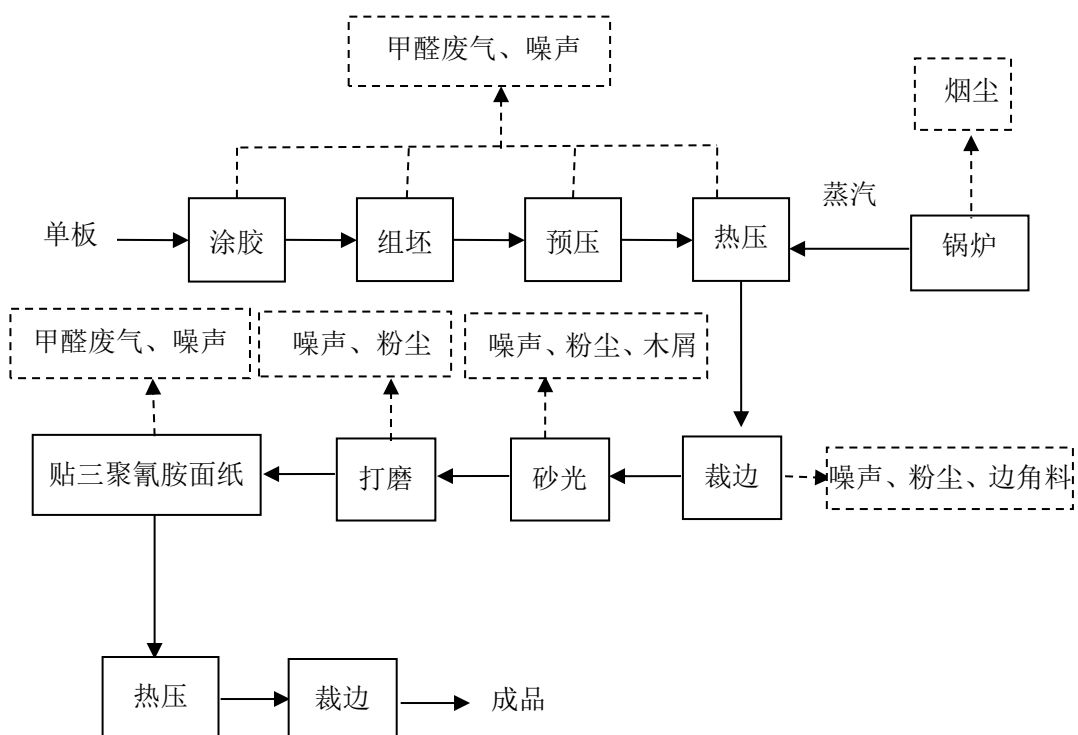 甲醛废气、噪声
烟尘
蒸汽
单板
涂胶
组坯
预压
热压
锅炉
甲醛废气、噪声
噪声、粉尘
噪声、粉尘、木屑
贴三聚氰胺面纸
打磨
砂光
裁边
噪声、粉尘、边角料
热压
裁边
成品